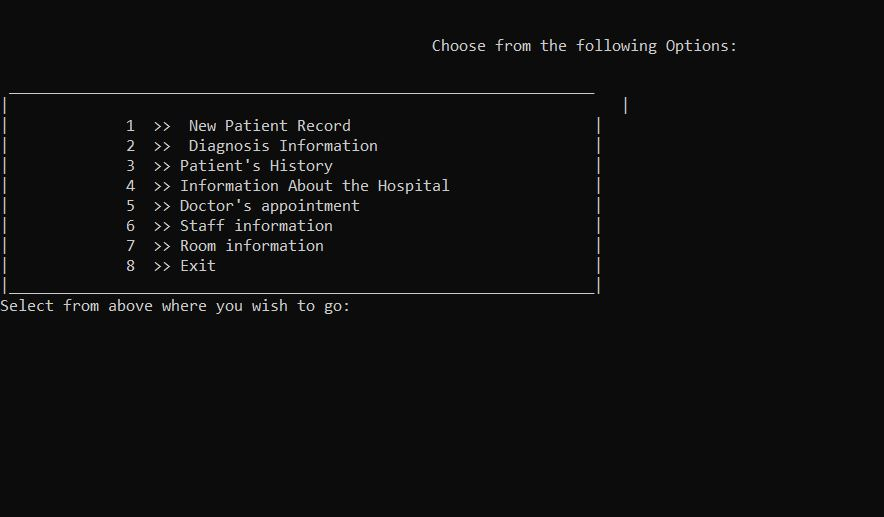 Choose from the following Options:
1 >>  New Patient Record
2 >>  Diagnosis Information
3 >> Patient's History
4 >> Information About the Hospital
5 >> Doctor's appointment
6 >> Staff information
7 >> Room information
8 >> Exit
Select from above where you wish to go: